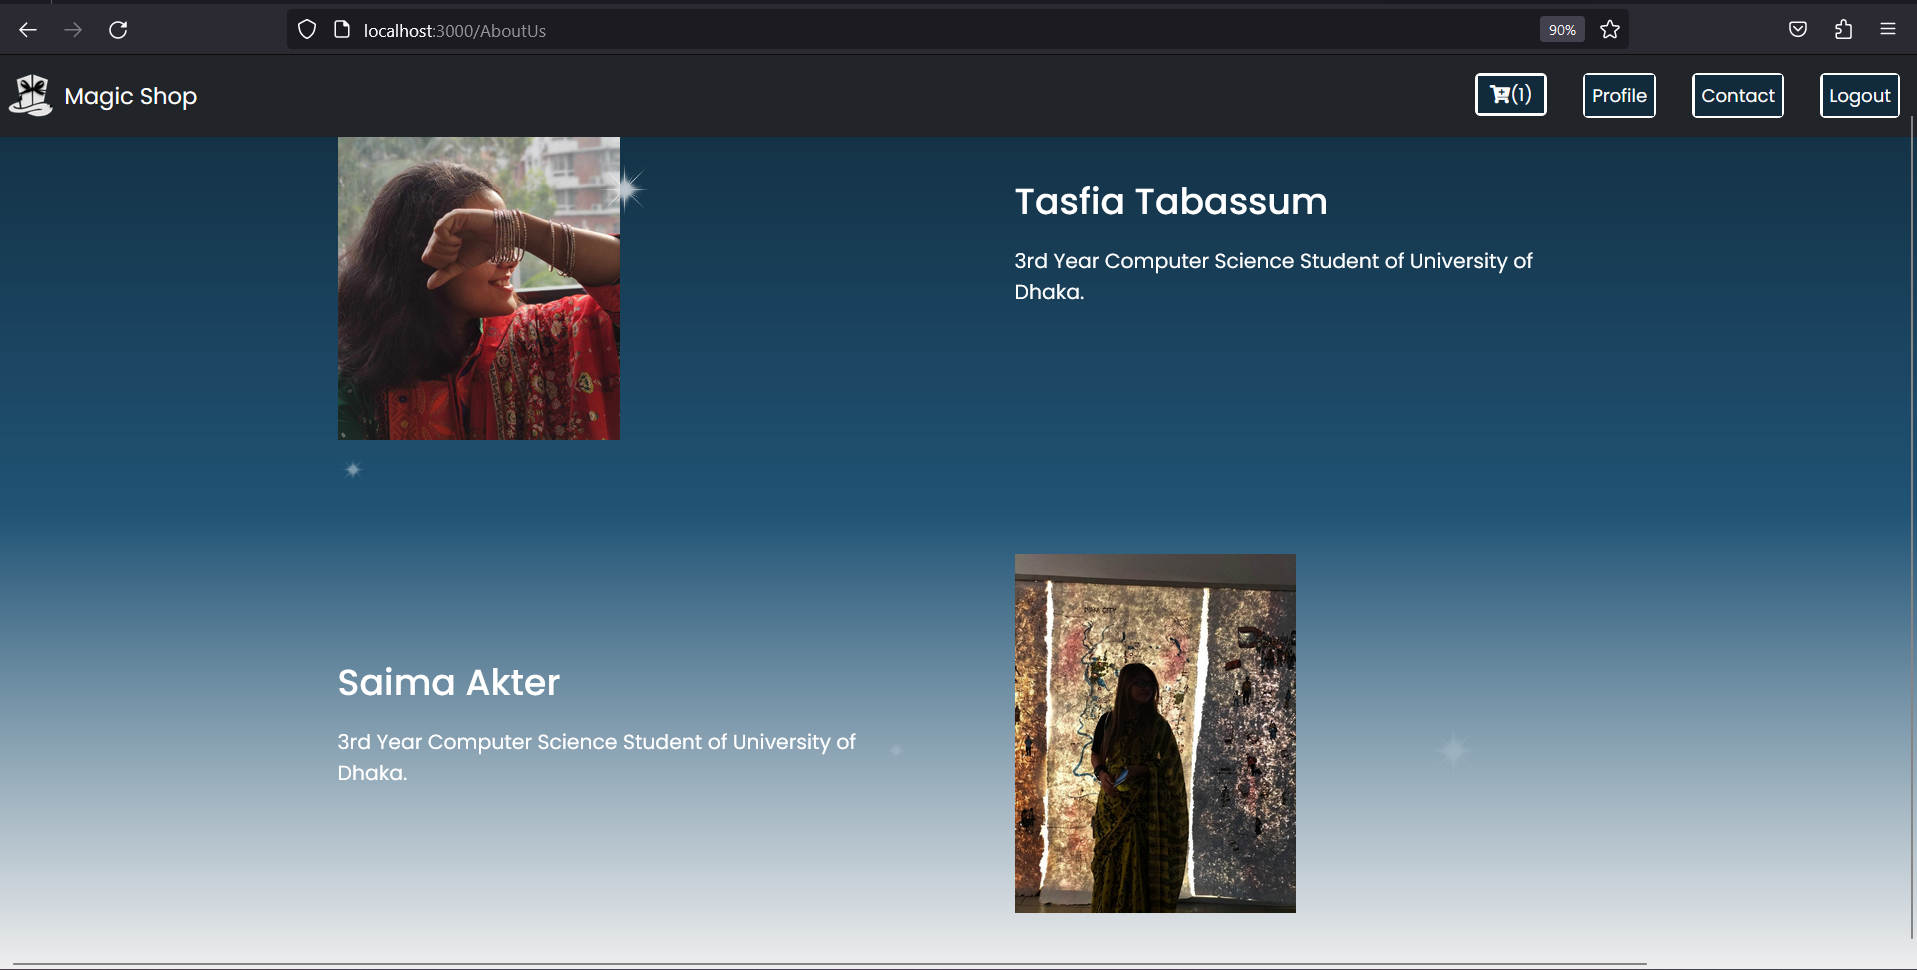 localhost:3000/AboutUs
90%
Magic Shop
(1)
Profile
Contact
Logout
Tasfia Tabassum
3rd Year Computer Science Student of University of
Dhaka.
Saima Akter
3rd Year Computer Science Student of University of
Dhaka.